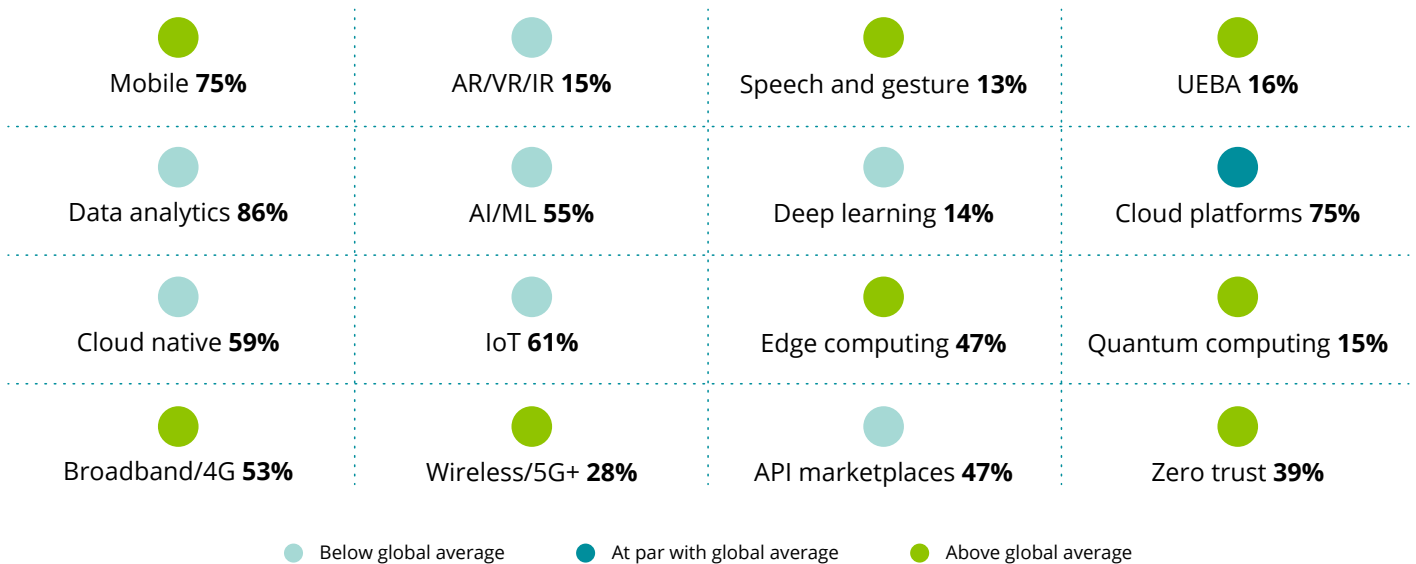 Mobile 75%
AR/VR/IR 15%
Speech and gesture 13%
UEBA 16%
Data analytics 86%
AI/ML 55%
Deep learning 14%
Cloud platforms 75%
Cloud native 59%
IoT 61%
Edge computing 47%
Quantum computing 15%
Broadband/4G 53%
Wireless/5G+ 28%
API marketplaces 47%
Zero trust 39%
Below global average
At par with global average
Above global average